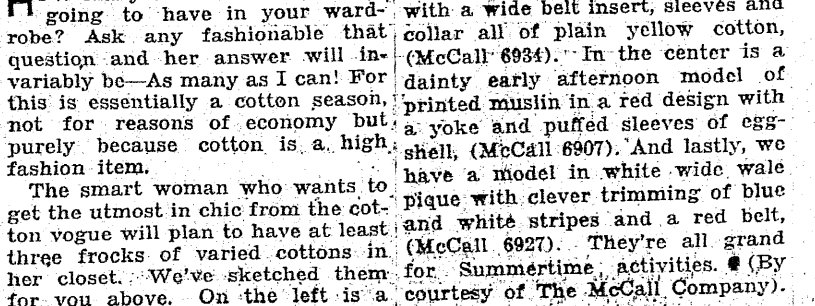 going to have in your ward-
robe? Ask any fashionable that
question and her answer will in-
variably be—As many as I can! For
this is essentially a cotton season,
not for reasons of economy but
purely because cotton is a high
fashion item.
The smart woman who wants to
get the utmost in chic from the cot-
ton vogue will plan to have at least
three frocks of varied cottons in
her closet. We've sketched them
for you above. On the left is a
with a wide belt insert, sleeves and
collar all of plain yellow cotton,
(McCall 6934). In the center is a
dainty early afternoon model of
printed muslin in a red design with
a yoke and puffed sleeves of egg-
shell, (McCall 6907). And lastly, we
have a model in white wide wale
pique with clever trimming of blue
and white stripes and a red belt,
(McCall 6927). They're all grand
for Summertime activities. (By
courtesy of The McCall Company).